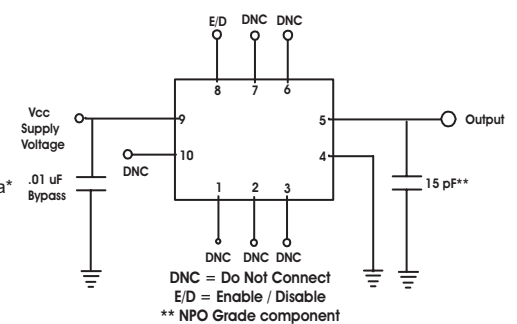 E/D DNC DNC
8 7 6
Vcc
Supply
Voltage
9
5
Output
10
4
DNC
a*
.01 uF
Bypass
15 pF**
1 2 3
DNC DNC DNC
DNC = Do Not Connect
E/D = Enable / Disable
** NPO Grade component